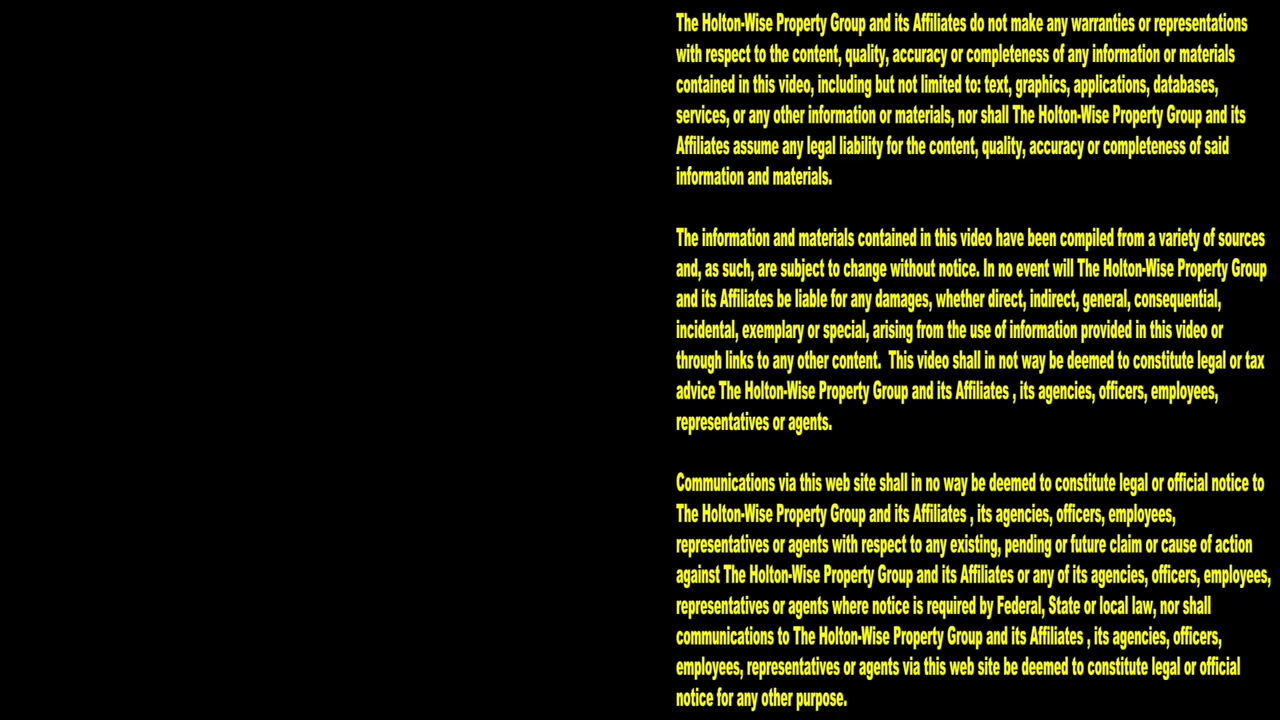 The Holton-Wise Property Group and its Affiliates do not make any warranties or representations
with respect to the content, quality, accuracy or completeness of any information or materials
contained in this video, including but not limited to: text, graphics, applications, databases,
services, or any other information or materials, nor shall The Holton-Wise Property Group and its
Affiliates assume any legal liability for the content, quality, accuracy or completeness of said
information and materials.
The information and materials contained in this video have been compiled from a variety of sources
and, as such, are subject to change without notice. In no event will The Holton-Wise Property Group
and its Affiliates be liable for any damages, whether direct, indirect, general, consequential,
incidental, exemplary or special, arising from the use of information provided in this video or
through links to any other content.  This video shall in not way be deemed to constitute legal or tax
advice The Holton-Wise Property Group and its Affiliates , its agencies, officers, employees,
representatives or agents.
Communications via this web site shall in no way be deemed to constitute legal or official notice to
The Holton-Wise Property Group and its Affiliates , its agencies, officers, employees,
representatives or agents with respect to any existing, pending or future claim or cause of action
against The Holton-Wise Property Group and its Affiliates or any of its agencies, officers, employees,
representatives or agents where notice is required by Federal, State or local law, nor shall
communications to The Holton-Wise Property Group and its Affiliates , its agencies, officers,
employees, representatives or agents via this web site be deemed to constitute legal or official
notice for any other purpose.